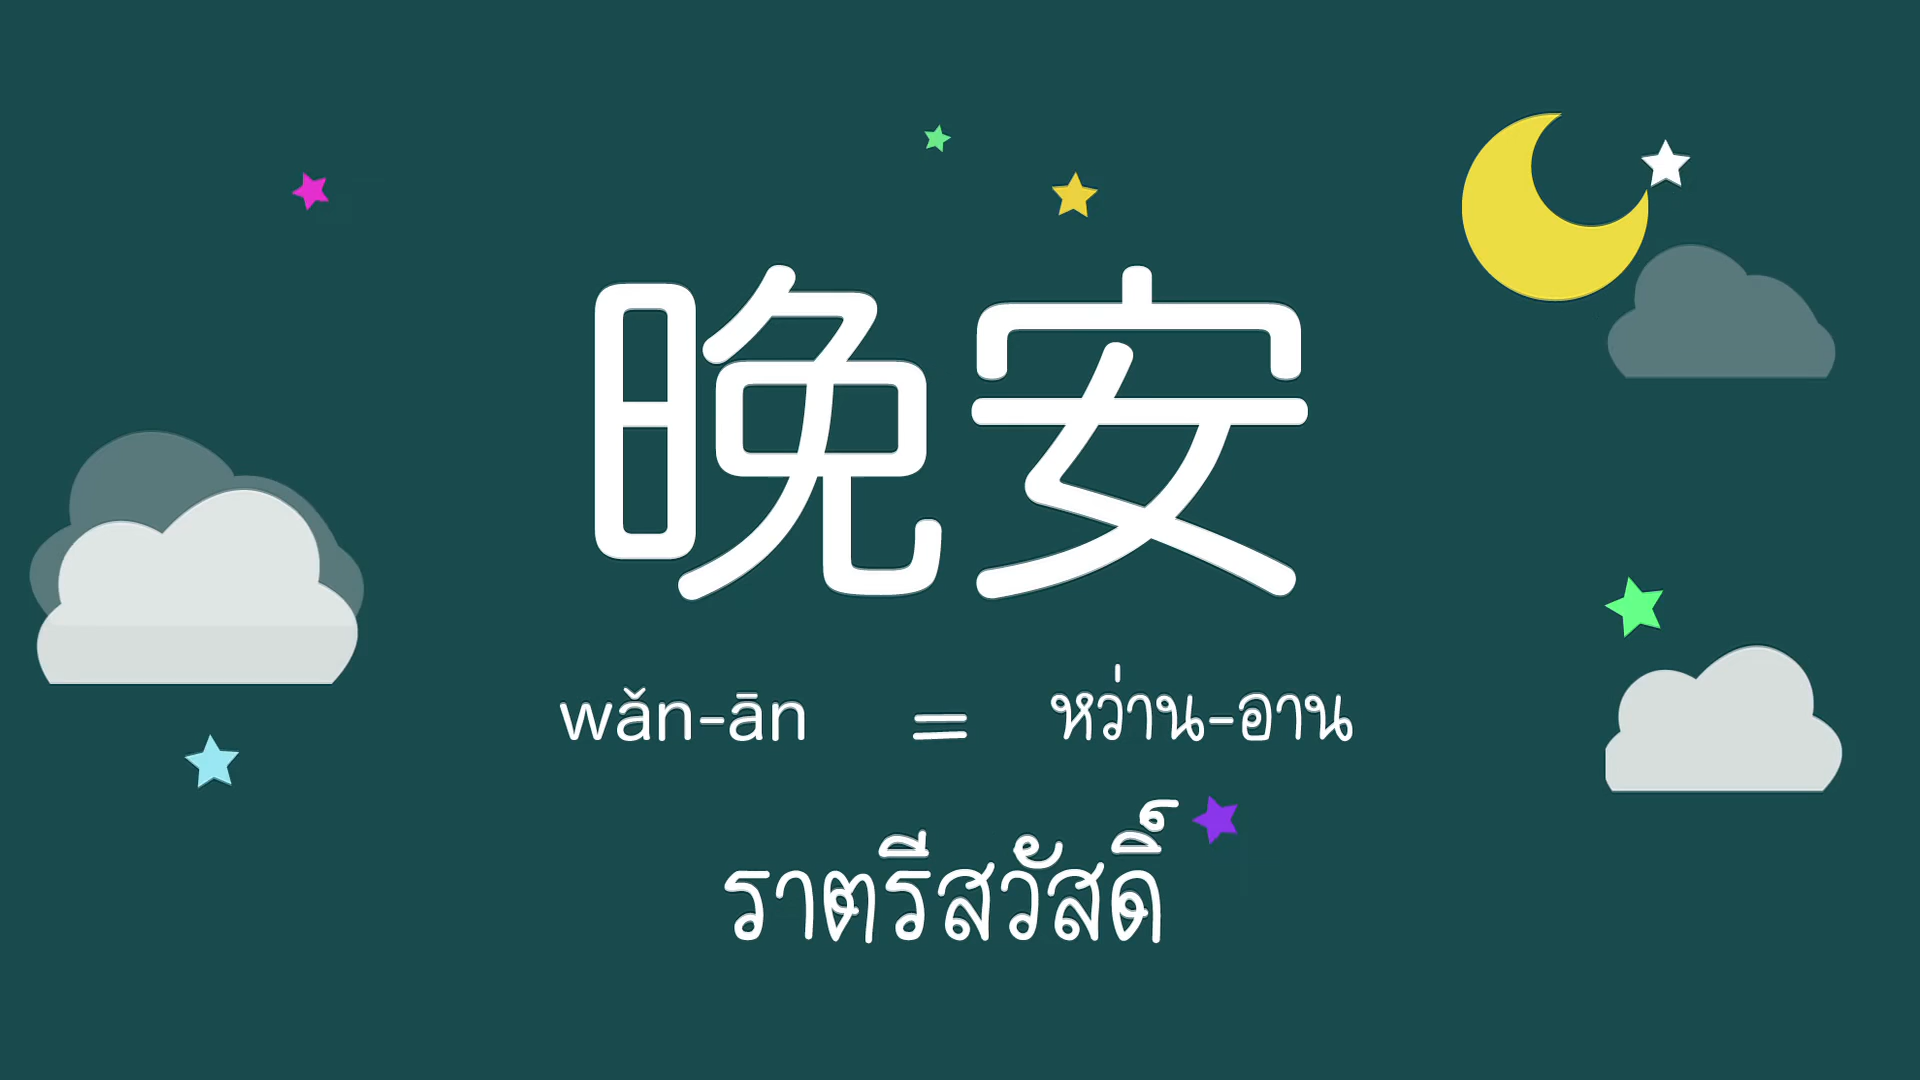 晚安
wǎn-ān = หว่าน-อาน
ราตรีสวัสดิ์